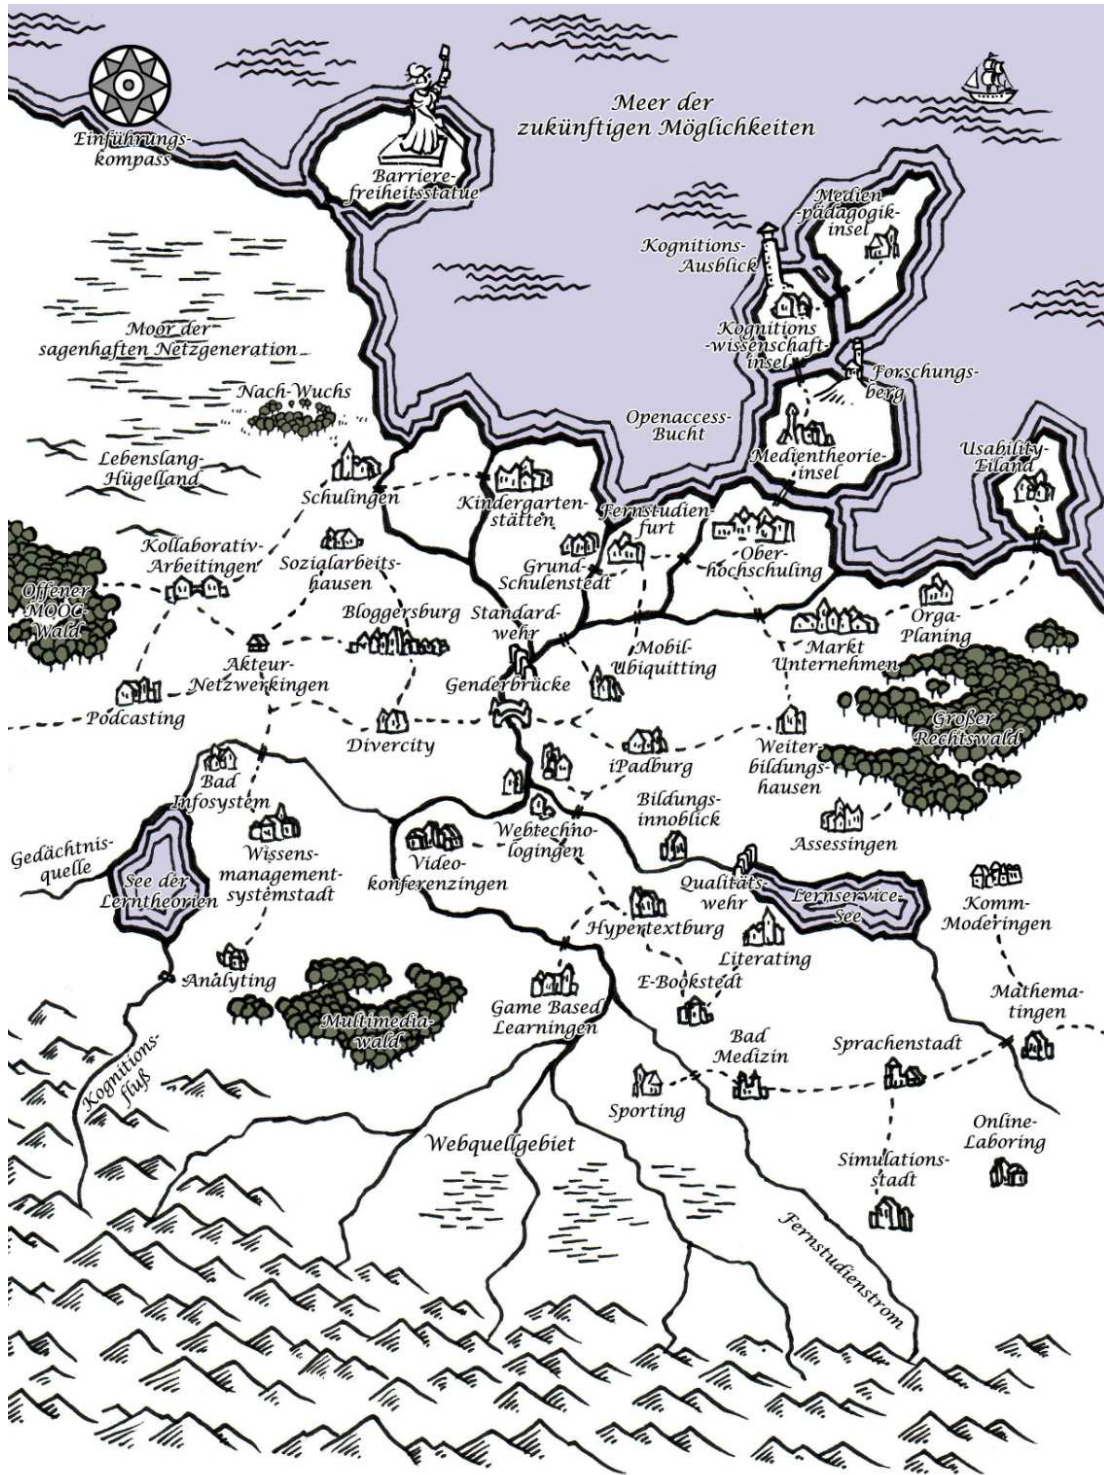 Meer der
zukünftigen Möglichkeiten
Einführungs-
kompass
Barriere-
freiheitsstatue
Medien
-pädagogik-
insel
Kognitions-
Ausblick
Moor der
sagenhaften Netzgeneration
Kognitions
-wissenschaft-
insel
Forschungs-
berg
Nach-Wuchs
Openaccess-
Bucht
Medientheorie-
insel
Usability-
Eiland
Lebenslang-
Hügelland
Schulingen
Kindergarten-
stätten
Fernstudien-
furt
Ober-
hochschuling
Grund-
Schulenstedt
Kollaborativ-
Arbeitingen
Sozialarbeits-
hausen
Offener
MOOC-
Wald
Bloggersburg
Standard-
wehr
Orga-
Planing
Markt
Unternehmen
Mobil-
Ubiquitting
Akteur-
Netzwerkingen
Genderbrücke
Podcasting
Divercity
iPadburg
Weiter-
bildungs-
hausen
Großer
Rechtswald
Bad
Infosystem
Bildungs-
innoblick
Gedächtnis-
quelle
See der
Lerntheorien
Wissens-
management-
systemstadt
Video-
konferenzingen
Webtechno-
logingen
Assessingen
Qualitäts-
wehr
Lernservice-
See
Komm-
Moderingen
Hypertextburg
Literating
Analyting
E-Bookstedt
Game Based
Learningen
Multimedia-
wald
Mathema-
tingen
Bad
Medizin
Sprachenstadt
Kognitions-
fluß
Sporting
Online-
Laboring
Webquellgebiet
Simulations-
stadt
Fernstudienstrom